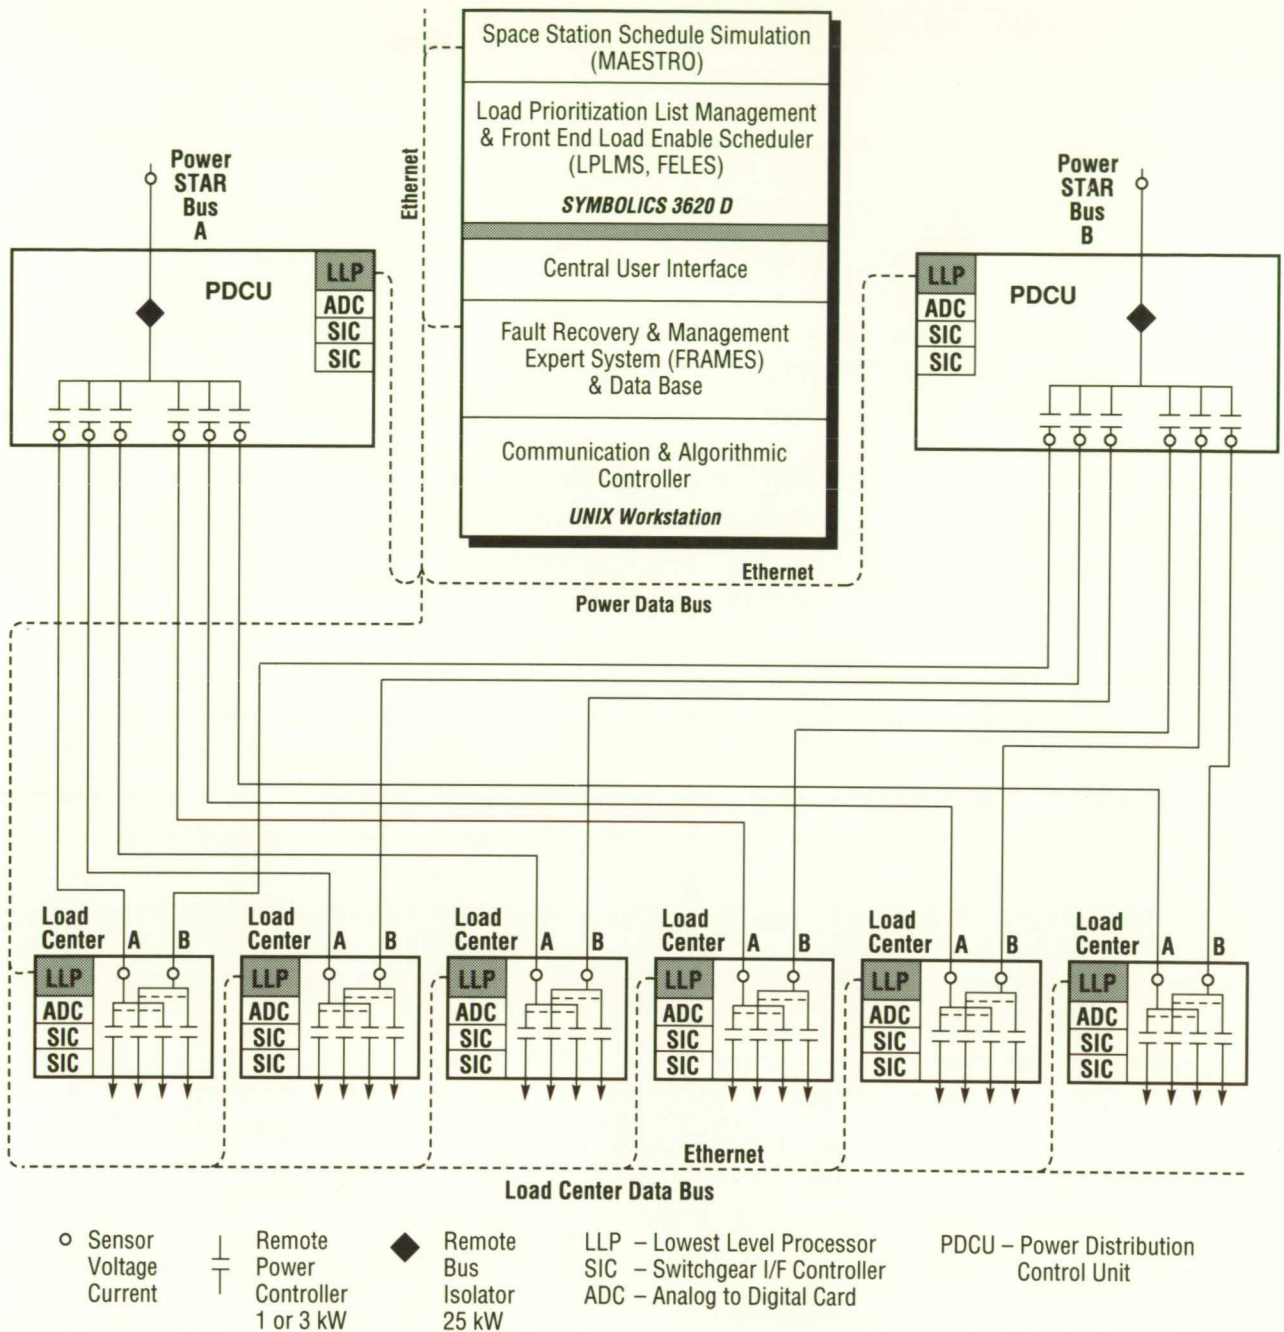 Space Station Schedule Simulation
(MAESTRO)
Load Prioritization List Management
& Front End Load Enable Scheduler
(LPLMS, FELES)
SYMBOLICS 3620 D
Central User Interface
Fault Recovery & Management
Expert System (FRAMES)
& Data Base
Communication & Algorithmic
Controller
UNIX Workstation
Ethernet
Power
STAR
Bus
A
PDCU
LLP
ADC
SIC
SIC
Power
STAR
Bus
B
LLP
ADC
SIC
SIC
PDCU
Ethernet
Power Data Bus
Load
Center A B
LLP
ADC
SIC
SIC
Load
Center A B
LLP
ADC
SIC
SIC
Load
Center A B
LLP
ADC
SIC
SIC
Load
Center A B
LLP
ADC
SIC
SIC
Load
Center A B
LLP
ADC
SIC
SIC
Load
Center A B
LLP
ADC
SIC
SIC
Ethernet
Load Center Data Bus
Sensor
Voltage
Current
Remote
Power
Controller
1 or 3 kW
Remote
Bus
Isolator
25 kW
LLP – Lowest Level Processor
SIC – Switchgear I/F Controller
ADC – Analog to Digital Card
PDCU – Power Distribution
Control Unit